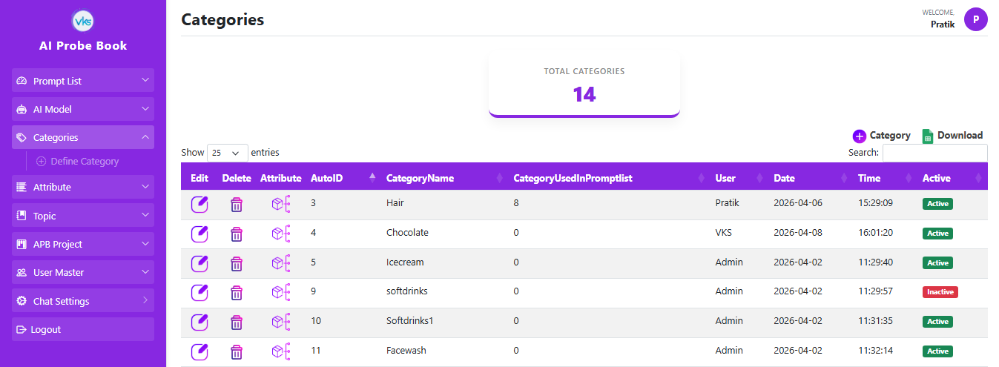 vks
AI Probe Book
Prompt List
AI Model
Categories
Define Category
Attribute
Topic
APB Project
User Master
Chat Settings
Logout
Categories
WELCOME,
Pratik
P
TOTAL CATEGORIES
14
Category Download
Show 25 entries Search:
Edit Delete Attribute AutoID CategoryName CategoryUsedInPromptlist User Date Time Active
3 Hair 8 Pratik 2026-04-06 15:29:09 Active
4 Chocolate 0 VKS 2026-04-08 16:01:20 Active
5 Icecream 0 Admin 2026-04-02 11:29:40 Active
9 softdrinks 0 Admin 2026-04-02 11:29:57 Inactive
10 Softdrinks1 0 Admin 2026-04-02 11:31:35 Active
11 Facewash 0 Admin 2026-04-02 11:32:14 Active